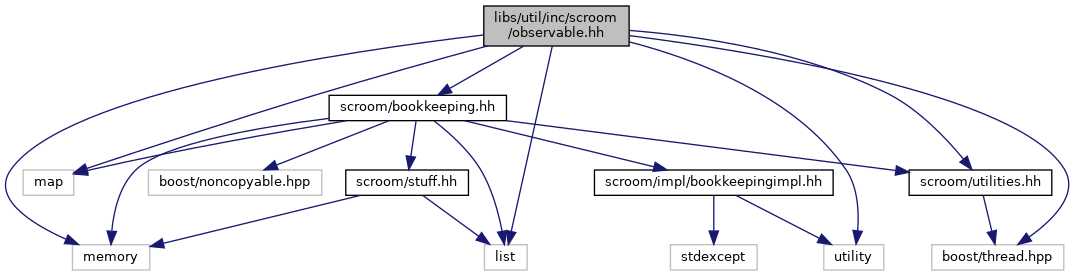 libs/util/inc/scroom
/observable.hh
scroom/bookkeeping.hh
map
boost/noncopyable.hpp
scroom/stuff.hh
scroom/impl/bookkeepingimpl.hh
scroom/utilities.hh
memory
list
stdexcept
utility
boost/thread.hpp